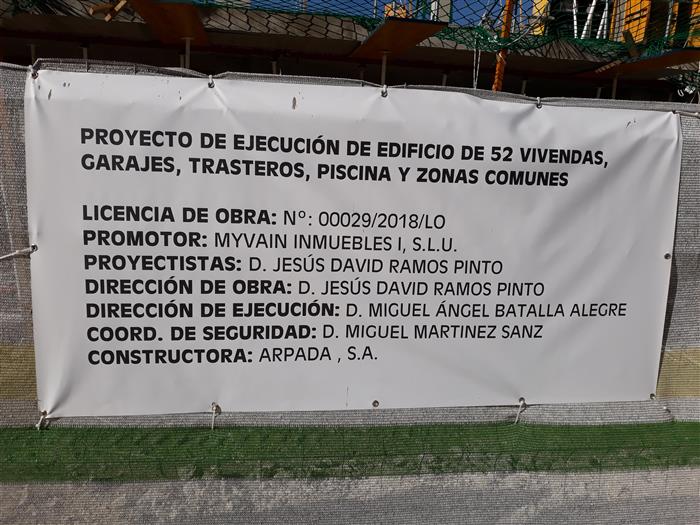 PROYECTO DE EJECUCIÓN DE EDIFICIO DE 52 VIVENDAS,
GARAJES, TRASTEROS, PISCINA Y ZONAS COMUNES
LICENCIA DE OBRA: Nº: 00029/2018/LO
PROMOTOR: MYVAIN INMUEBLES I, S.L.U.
PROYECTISTAS: D. JESÚS DAVID RAMOS PINTO
DIRECCIÓN DE OBRA: D. JESÚS DAVID RAMOS PINTO
DIRECCIÓN DE EJECUCIÓN: D. MIGUEL ÁNGEL BATALLA ALEGRE
COORD. DE SEGURIDAD: D. MIGUEL MARTINEZ SANZ
CONSTRUCTORA: ARPADA , S.A.